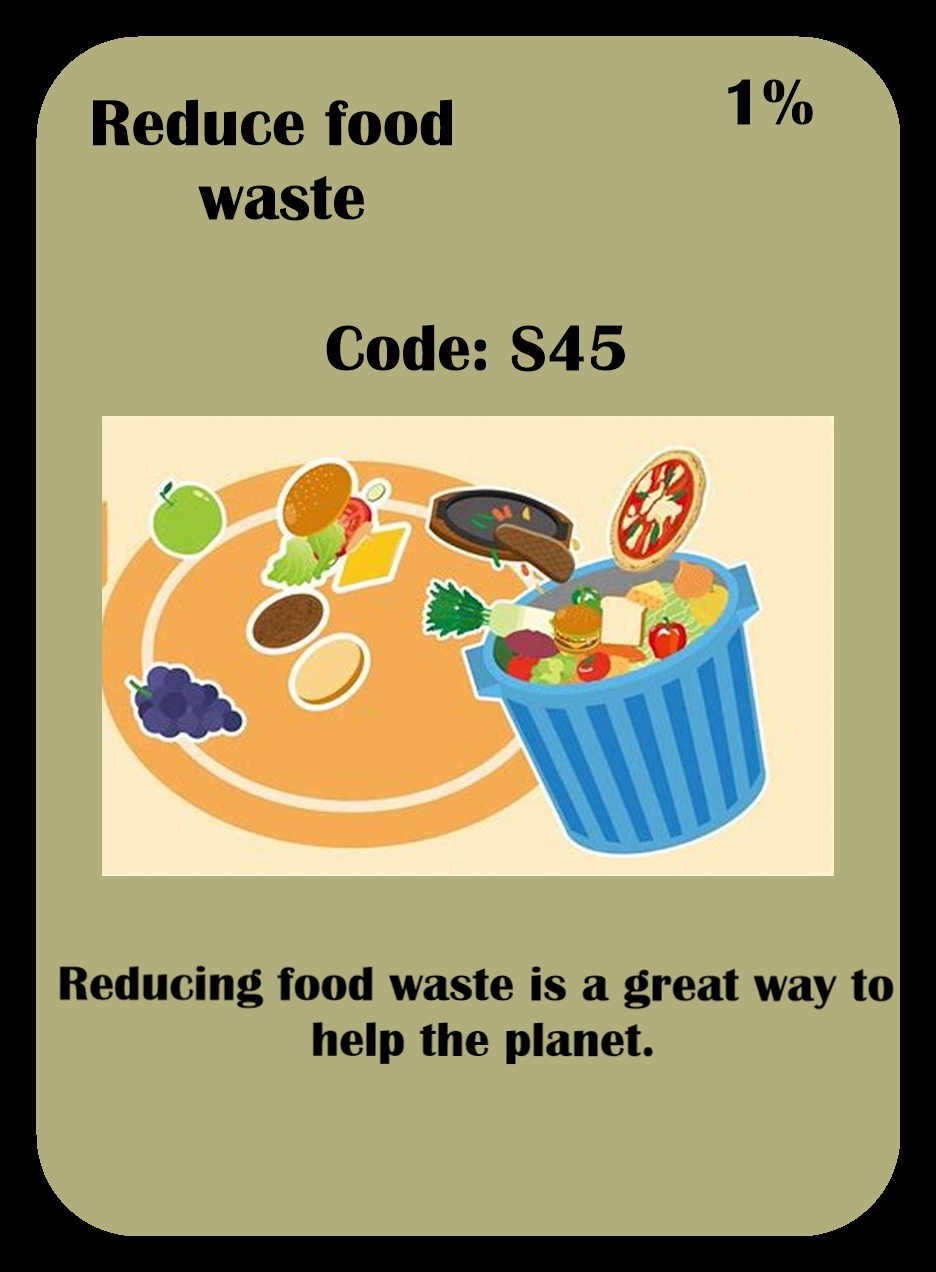 Reduce food
waste
1%
Code: S45
Reducing food waste is a great way to
help the planet.